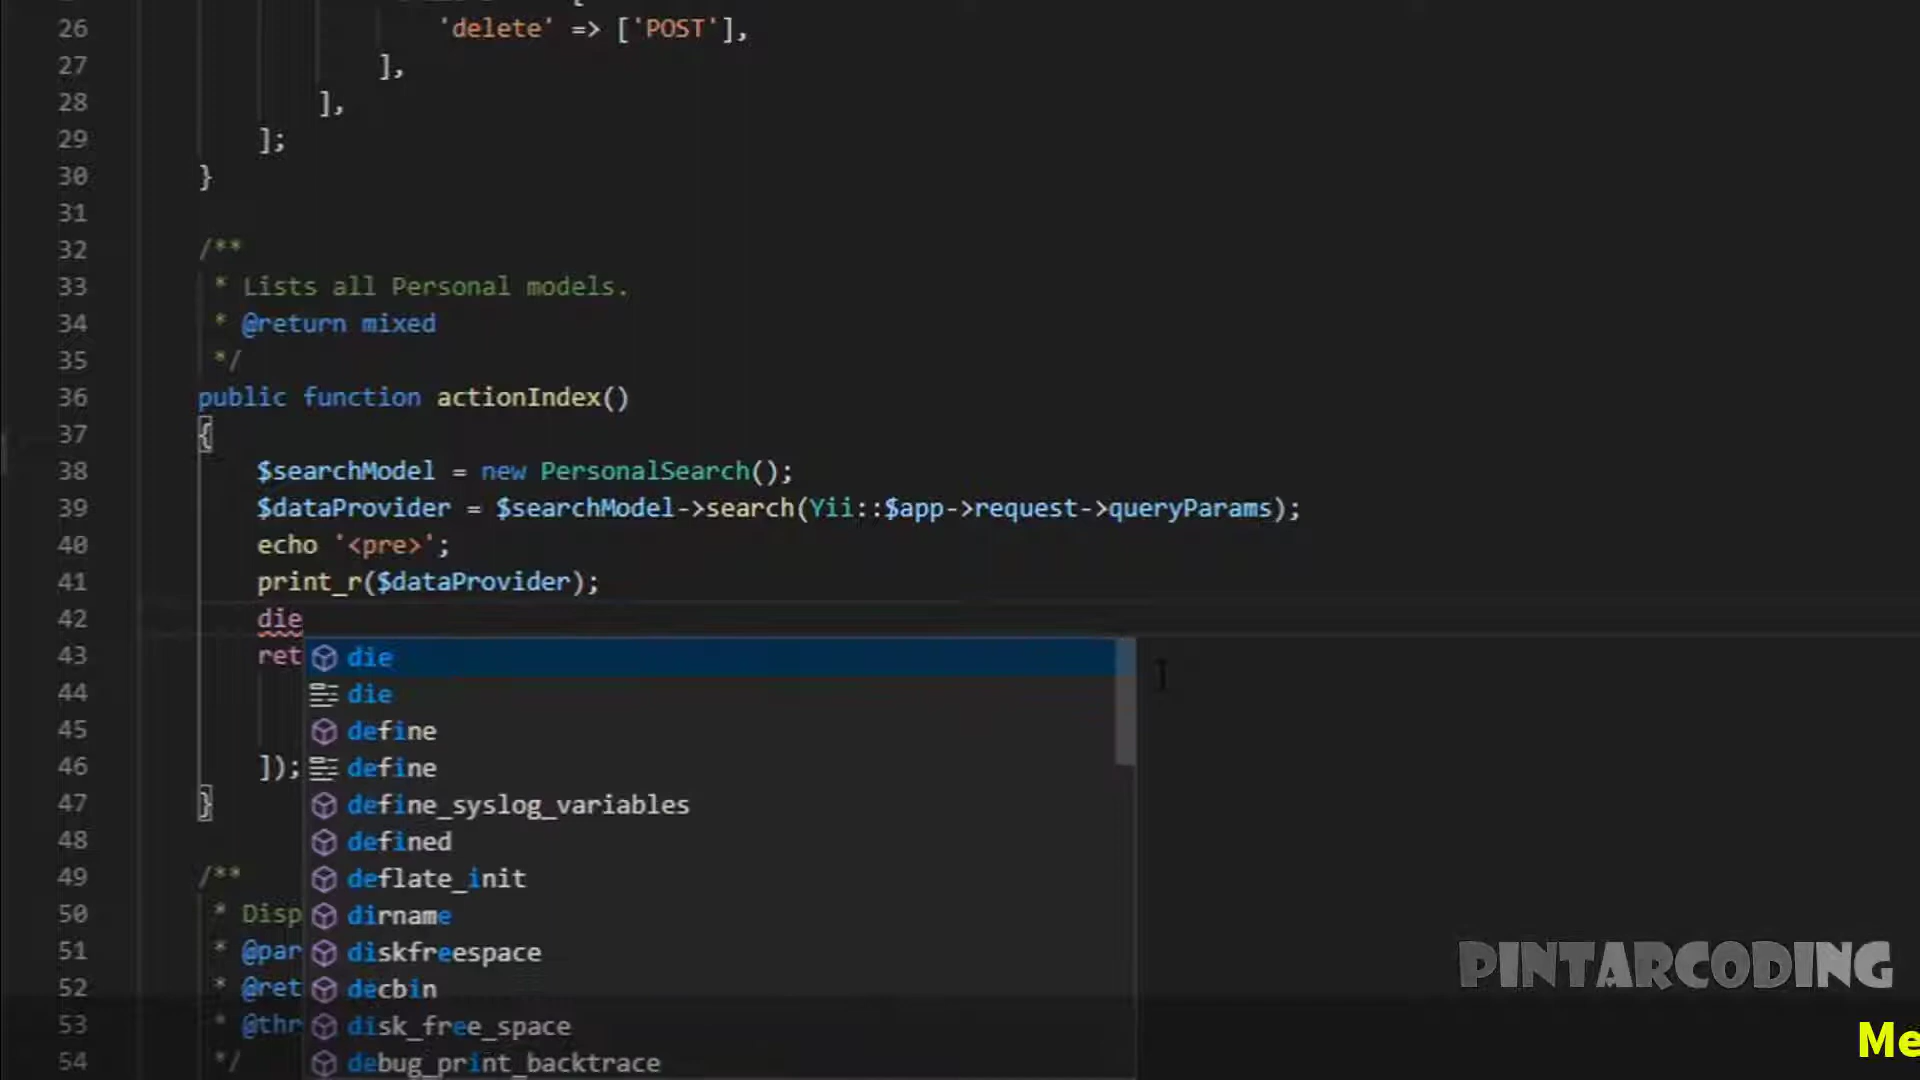 26 'delete' => ['POST'],
27 ],
28 ],
29 ];
30 }
31
32 /**
33 * Lists all Personal models.
34 * @return mixed
35 */
36 public function actionIndex()
37 {
38 $searchModel = new PersonalSearch();
39 $dataProvider = $searchModel->search(Yii::$app->request->queryParams);
40 echo '<pre>';
41 print_r($dataProvider);
42 die
43 ret die
44 die
45 define
46 ]); define
47 } define_syslog_variables
48 defined
49 /** deflate_init
50 * Disp dirname
51 * @par diskfreespace
52 * @ret decbin
53 * @thr disk_free_space
54 */ debug_print_backtrace
PINTARCODING
Me